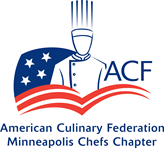 ACF
American Culinary Federation
Minneapolis Chefs Chapter